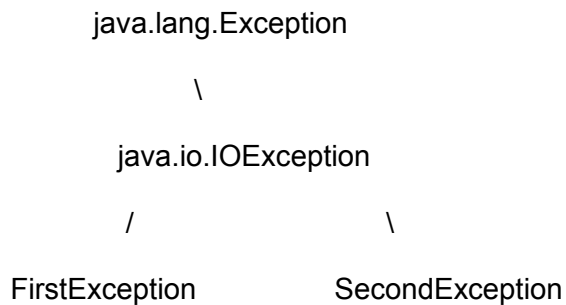 java.lang.Exception
\
java.io.IOException
/ \
FirstException SecondException